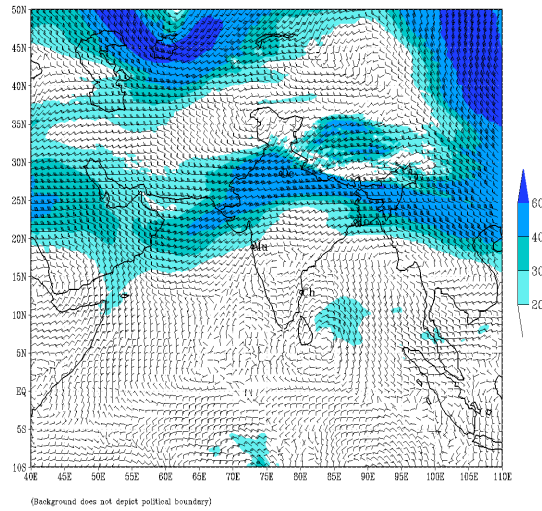 50N
45N
40N
35N
30N
25N
20N
15N
10N
5N
EQ
5S
10S
60
40
20
Mu
40E 45E 50E 55E 60E 65E 70E 75E 80E 85E 90E 95E 100E 105E 110E
(Background does not depict political boundary)